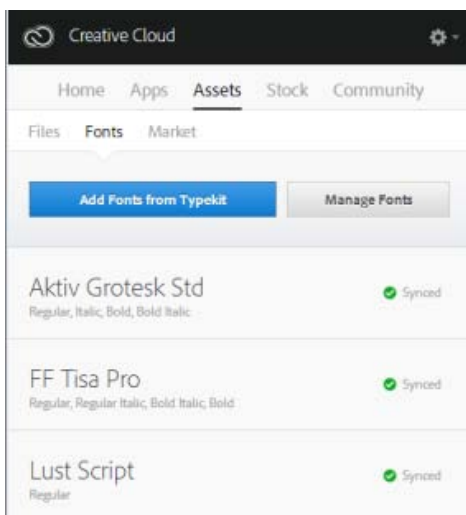 Creative Cloud
Home Apps Assets Stock Community
Files Fonts Market
Add Fonts from Typekit Manage Fonts
Aktiv Grotesk Std
Regular, Italic, Bold, Bold Italic
Synced
FF Tisa Pro
Regular, Regular Italic, Bold Italic, Bold
Synced
Lust Script
Regular
Synced